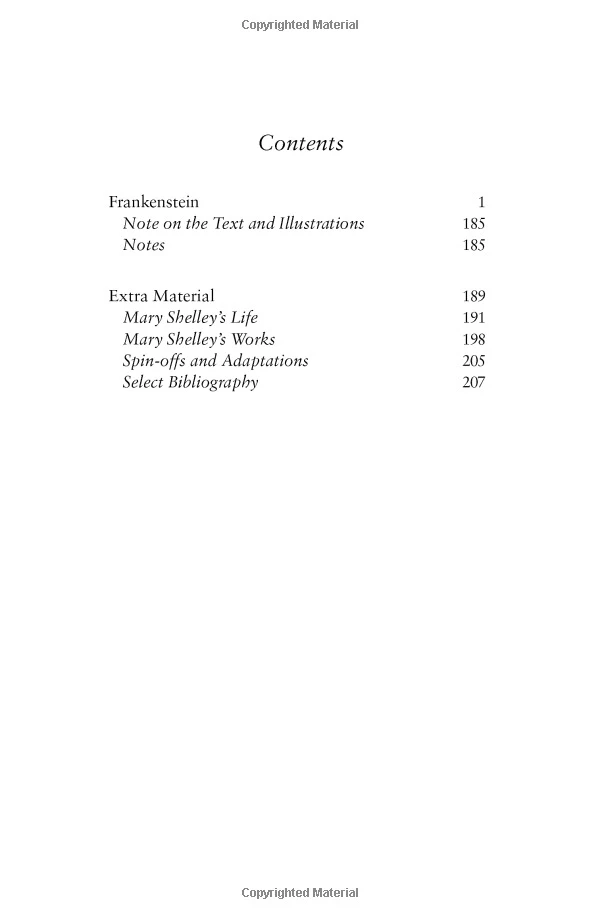 Copyrighted Material
Contents
Frankenstein 1
Note on the Text and Illustrations 185
Notes 185
Extra Material 189
Mary Shelley's Life 191
Mary Shelley's Works 198
Spin-offs and Adaptations 205
Select Bibliography 207
Copyrighted Material